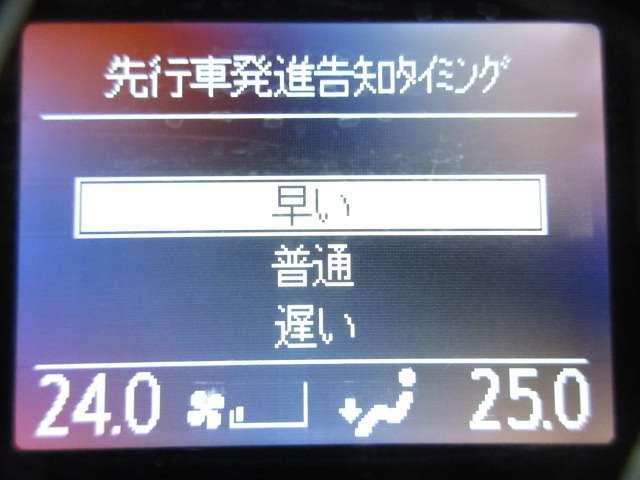 先行車発進告知タイミング
早い
普通
遅い
24.0 25.0